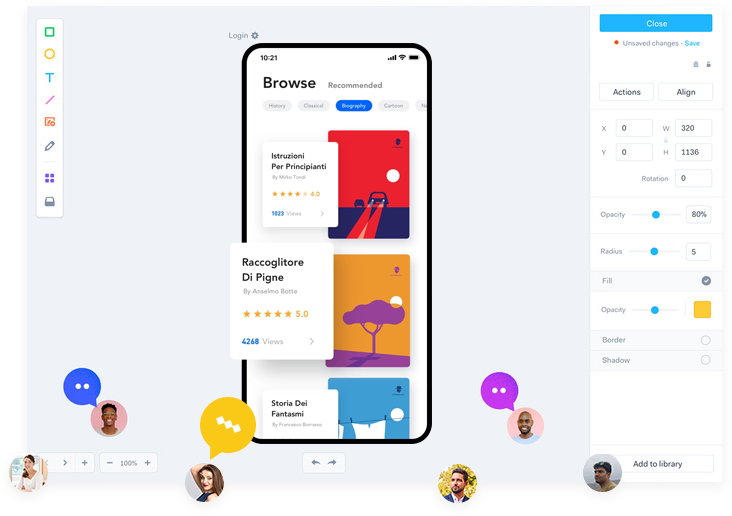 Login
10:21
Browse
Recommended
History
Classical
Biography
Cartoon
Istruzioni
Per Principianti
By Mirko Tondi
4.0
1023 Views
Raccoglitore
Di Pigne
By Anselmo Botte
5.0
4268 Views
Storia Dei
Fantasmi
By Francesco Borrasso
100%
Close
Unsaved changes - Save
Actions
Align
X 0 W 320
Y 0 H 1136
Rotation 0
Opacity 80%
Radius 5
Fill
Opacity
Border
Shadow
Add to library